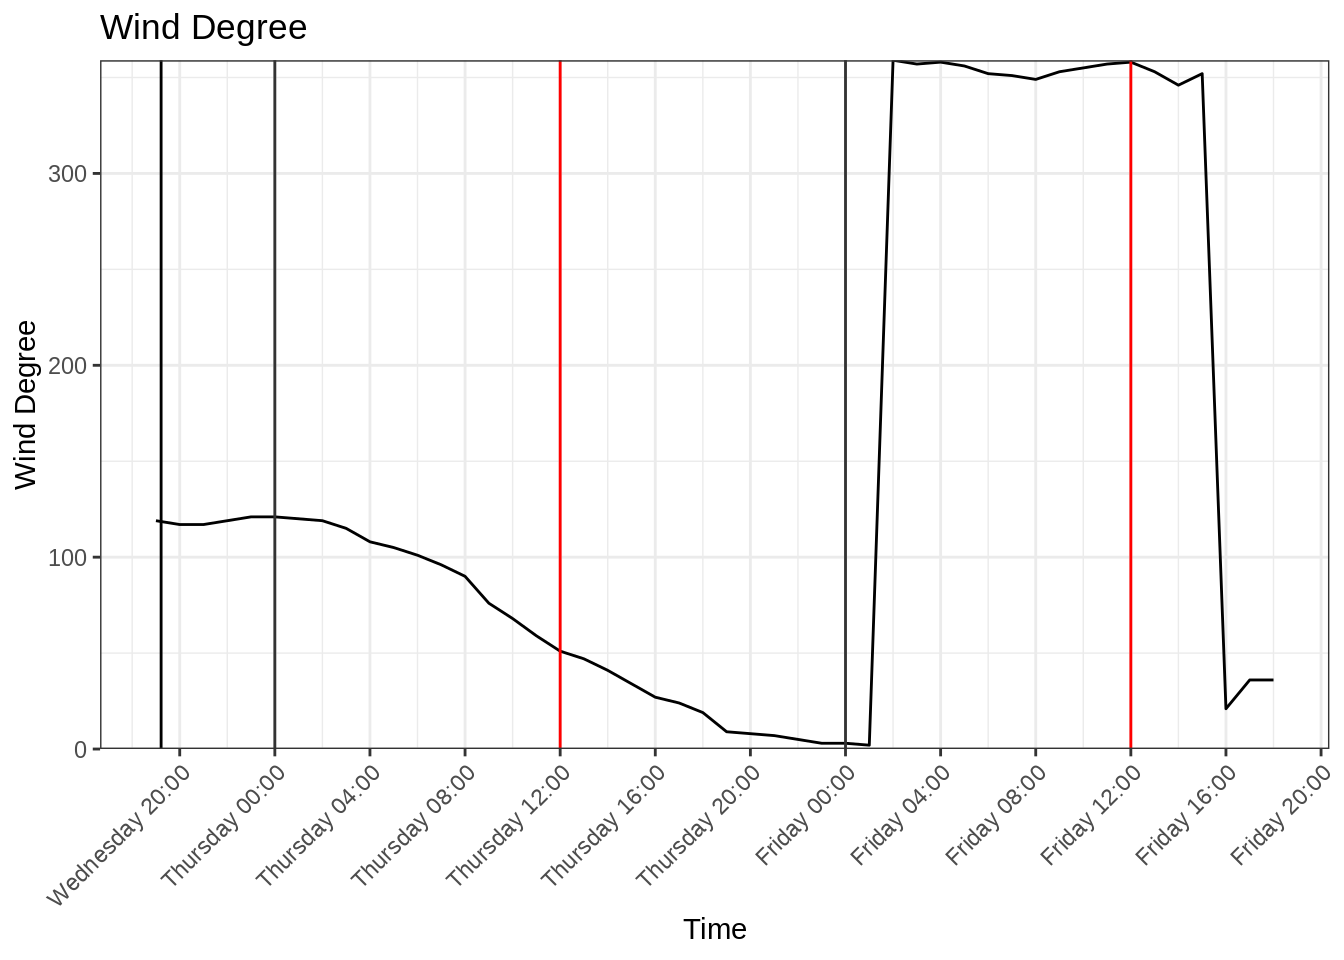 Wind Degree
Wind Degree
300
200
100
0
Wednesday 20:00
Thursday 00:00
Thursday 04:00
Thursday 08:00
Thursday 12:00
Thursday 16:00
Thursday 20:00
Friday 00:00
Friday 04:00
Friday 08:00
Friday 12:00
Friday 16:00
Friday 20:00
Time